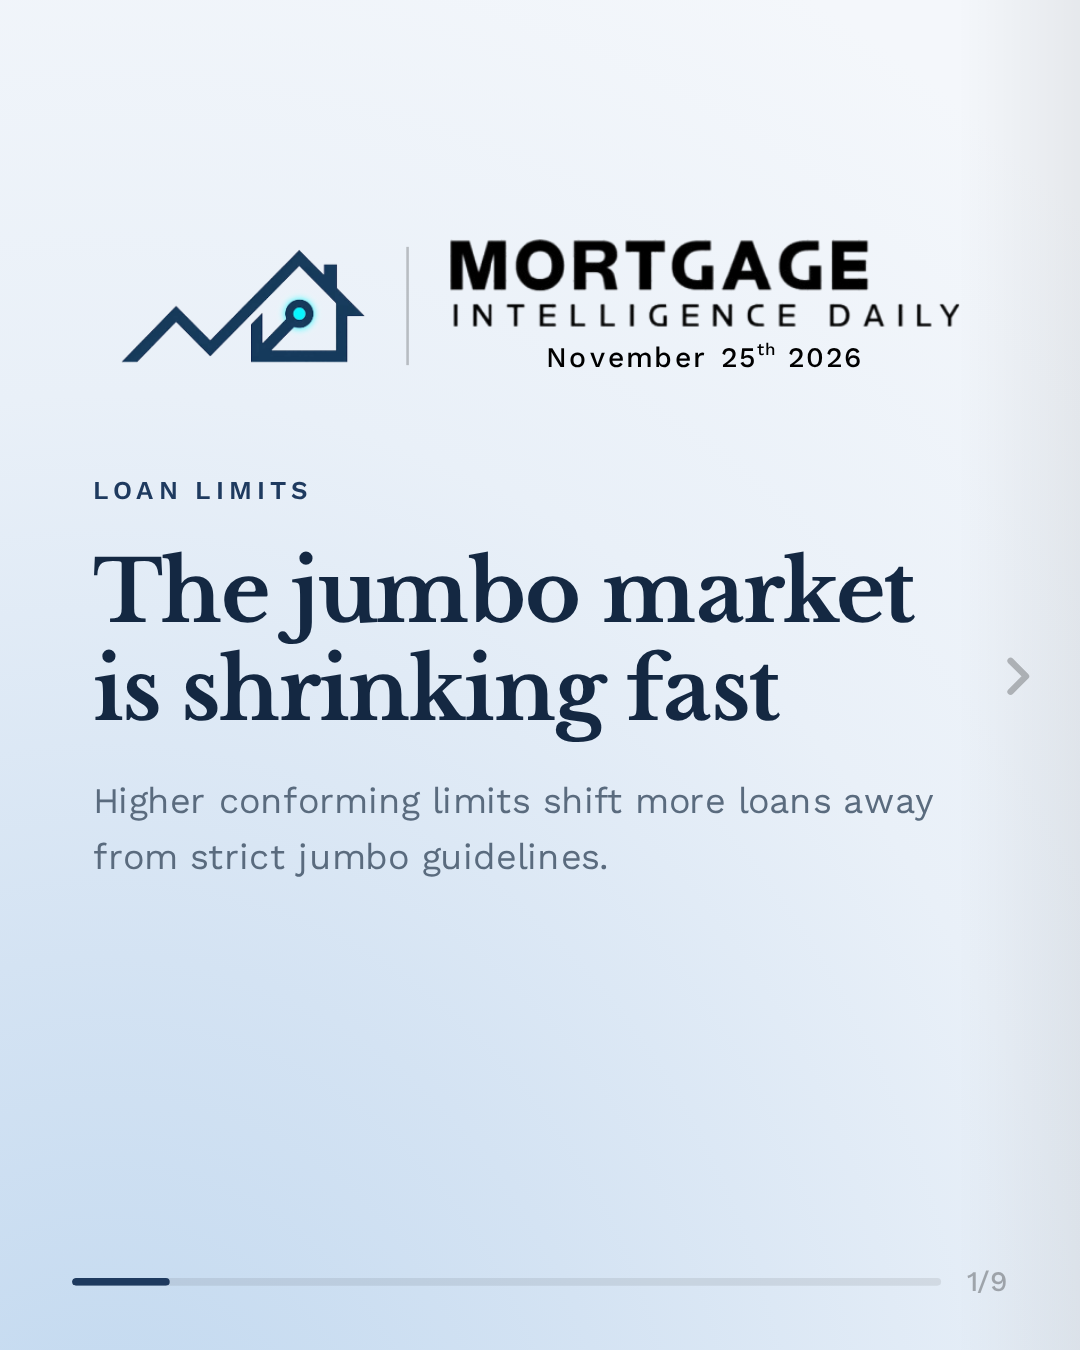 MORTGAGE
INTELLIGENCE DAILY
November 25th 2026
LOAN LIMITS
The jumbo market
is shrinking fast
Higher conforming limits shift more loans away
from strict jumbo guidelines.
1/9